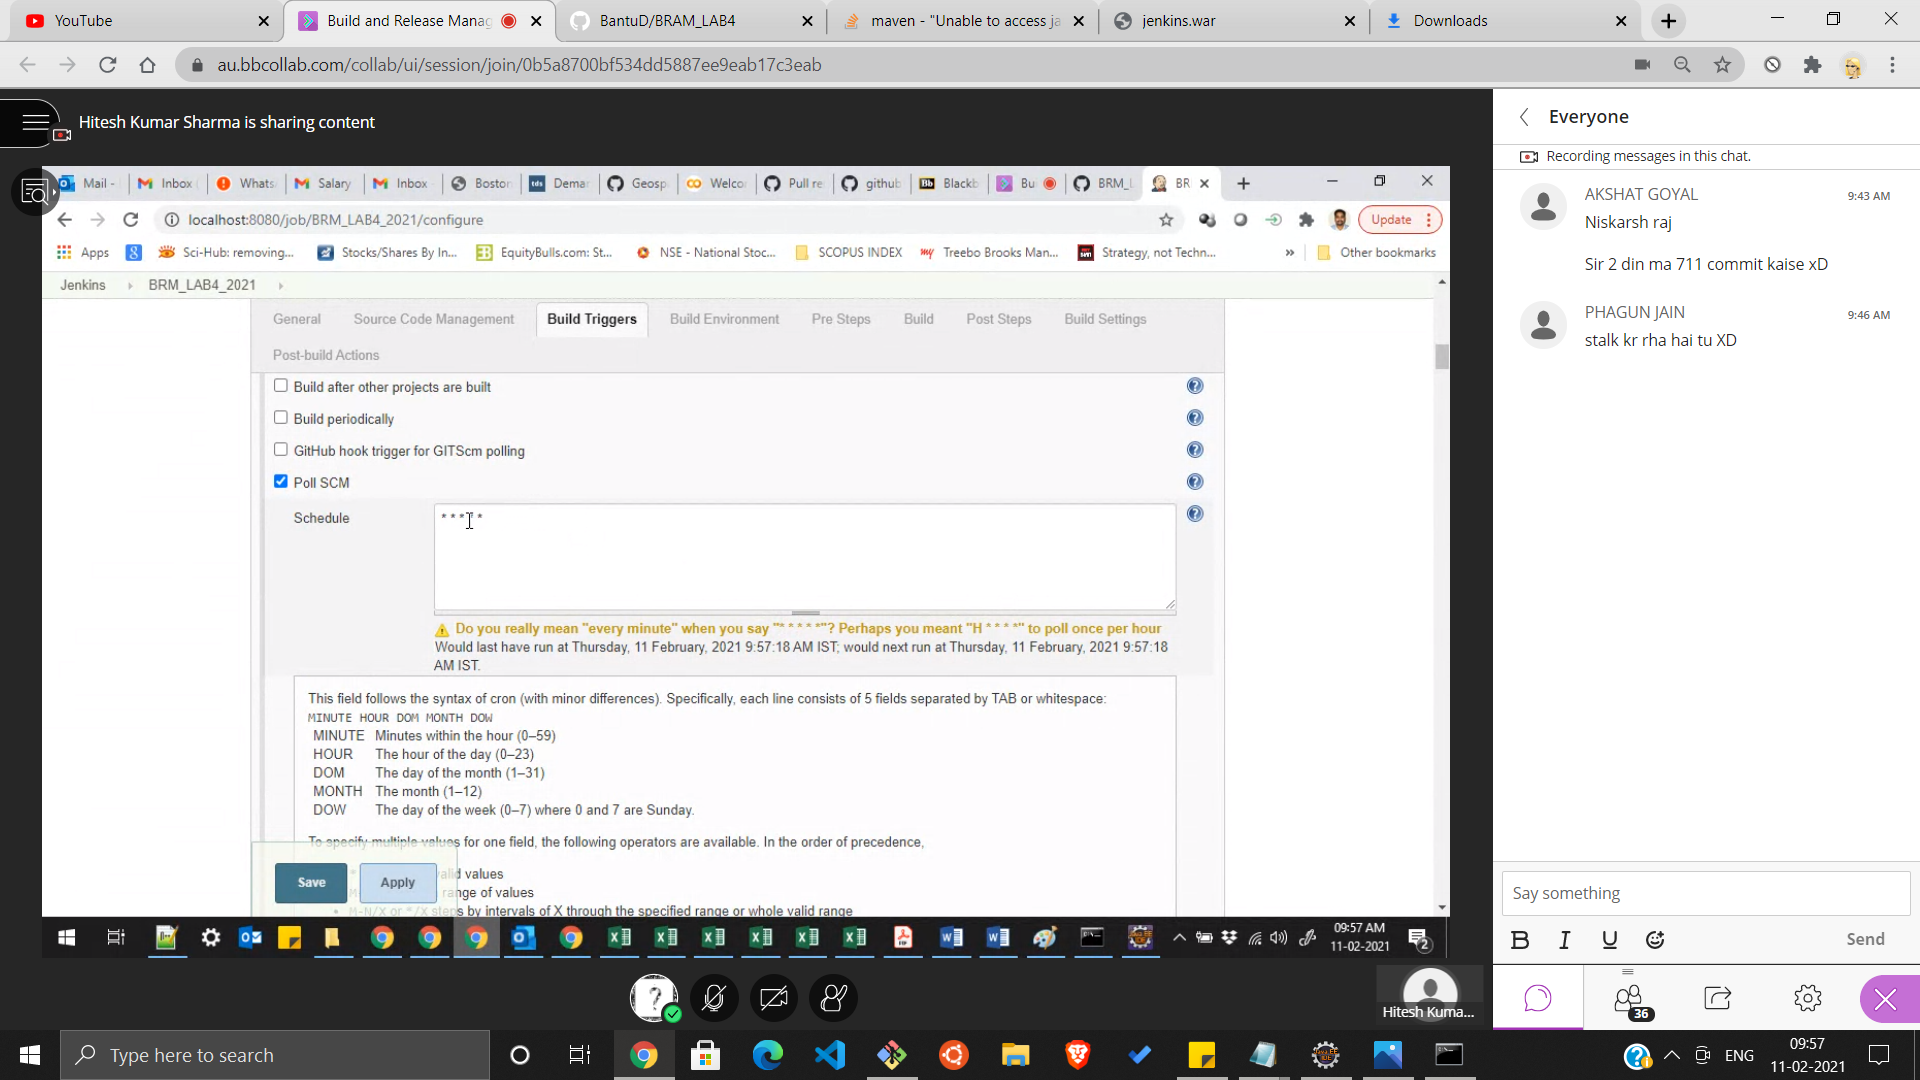 YouTube
Build and Release Manag
BantuD/BRAM_LAB4
maven - "Unable to access ja
jenkins.war
Downloads
au.bbcollab.com/collab/ui/session/join/0b5a8700bf534dd5887ee9eab17c3eab
Hitesh Kumar Sharma is sharing content
Mail -
Inbox
Whats
Salary
Inbox
Boston
Demar
Geosp
Welco
Pull re
github
Blackb
Bu
BRM_L
BR
localhost:8080/job/BRM_LAB4_2021/configure
Update
Apps
Sci-Hub: removing...
Stocks/Shares By In...
EquityBulls.com: St...
NSE - National Stoc...
SCOPUS INDEX
Treebo Brooks Man...
Strategy, not Techn...
»
Other bookmarks
Jenkins
BRM_LAB4_2021
General
Source Code Management
Build Triggers
Build Environment
Pre Steps
Build
Post Steps
Build Settings
Post-build Actions
Build after other projects are built
Build periodically
GitHub hook trigger for GITScm polling
Poll SCM
Schedule
* * * * *
Do you really mean "every minute" when you say "* * * * *"? Perhaps you meant "H * * * *" to poll once per hour
Would last have run at Thursday, 11 February, 2021 9:57:18 AM IST; would next run at Thursday, 11 February, 2021 9:57:18
AM IST.
This field follows the syntax of cron (with minor differences). Specifically, each line consists of 5 fields separated by TAB or whitespace:
MINUTE HOUR DOM MONTH DOW
MINUTE Minutes within the hour (0–59)
HOUR The hour of the day (0–23)
DOM The day of the month (1–31)
MONTH The month (1–12)
DOW The day of the week (0–7) where 0 and 7 are Sunday.
To specify multiple values for one field, the following operators are available. In the order of precedence,
values
range of values
M-N/X or */X steps by intervals of X through the specified range or whole valid range
Save
Apply
09:57 AM
11-02-2021
2
Hitesh Kuma...
Everyone
Recording messages in this chat.
AKSHAT GOYAL
9:43 AM
Niskarsh raj
Sir 2 din ma 711 commit kaise xD
PHAGUN JAIN
9:46 AM
stalk kr rha hai tu XD
Say something
B I U
Send
36
Type here to search
ENG
09:57
11-02-2021